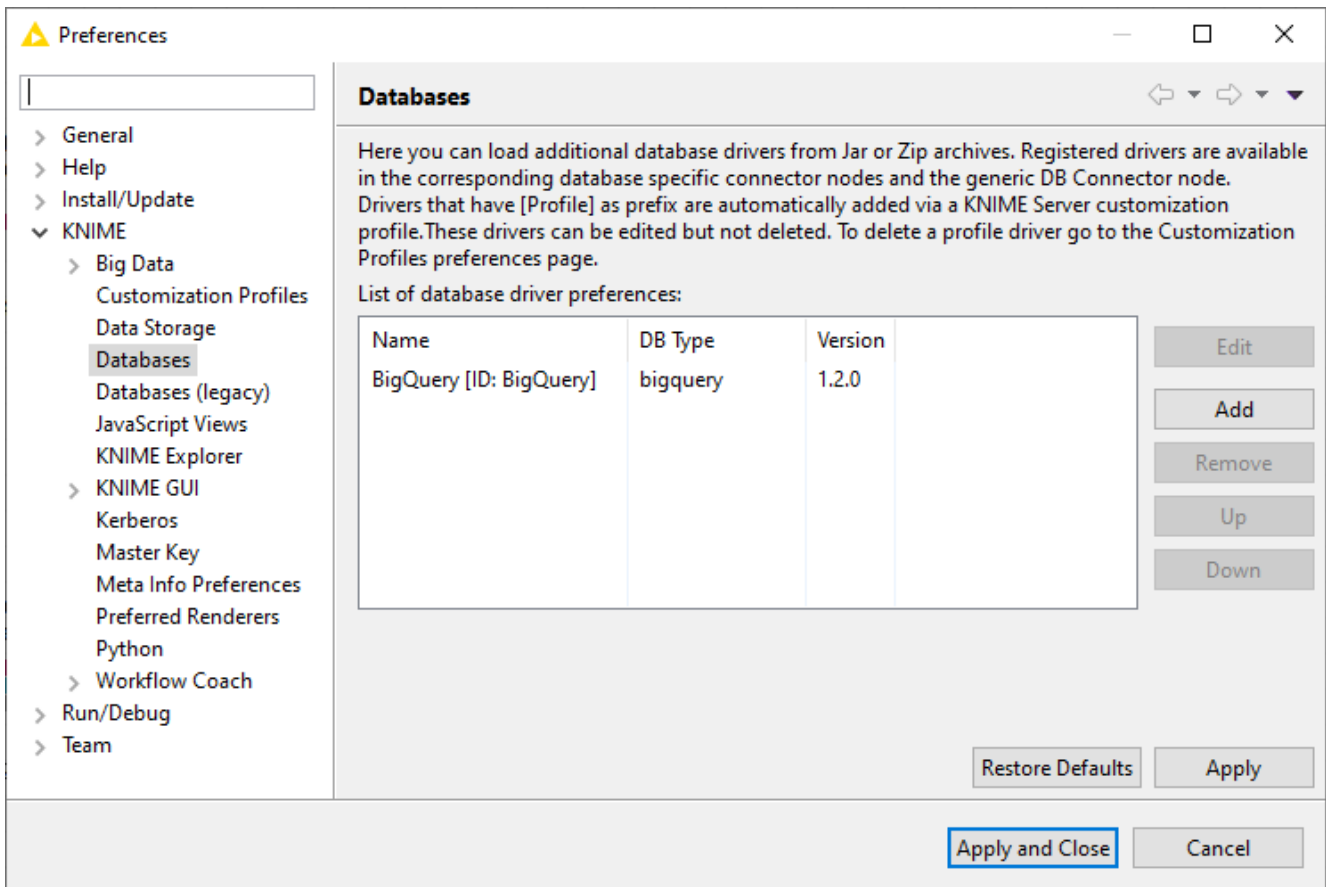 Preferences
Databases
General
Help
Install/Update
KNIME
Big Data
Customization Profiles
Data Storage
Databases
Databases (legacy)
JavaScript Views
KNIME Explorer
KNIME GUI
Kerberos
Master Key
Meta Info Preferences
Preferred Renderers
Python
Workflow Coach
Run/Debug
Team
Here you can load additional database drivers from Jar or Zip archives. Registered drivers are available
in the corresponding database specific connector nodes and the generic DB Connector node.
Drivers that have [Profile] as prefix are automatically added via a KNIME Server customization
profile.These drivers can be edited but not deleted. To delete a profile driver go to the Customization
Profiles preferences page.
List of database driver preferences:
Name DB Type Version
BigQuery [ID: BigQuery] bigquery 1.2.0
Edit
Add
Remove
Up
Down
Restore Defaults Apply
Apply and Close Cancel